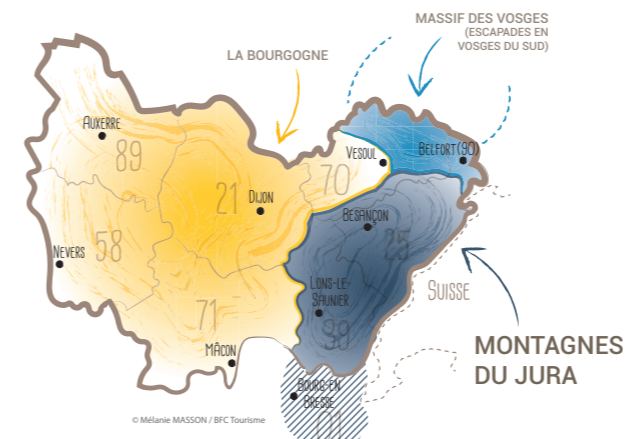 MASSIF DES VOSGES
(ESCAPADES EN
VOSGES DU SUD)
LA BOURGOGNE
AUXERRE
89
VESOUL
BELFORT(90)
70
21
DIJON
BESANÇON
25
NEVERS
58
LONS-LE-
SAUNIER
39
SUISSE
71
MÂCON
MONTAGNES
DU JURA
BOURG-EN
BRESSE
01
© Mélanie MASSON / BFC Tourisme